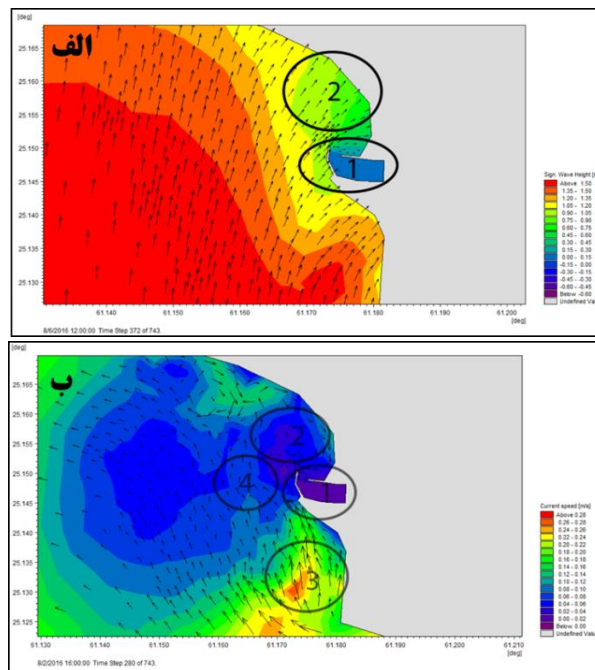 [deg]
الف
25.165
25.160
25.155
25.150
25.145
25.140
25.135
25.130
2
1
61.140
61.150
61.160
61.170
61.180
61.190
61.200
[deg]
8/6/2016 12:00:00 Time Step 372 of 743.
Sign. Wave Height [
Above 1.50
1.35 - 1.50
1.20 - 1.35
1.05 - 1.20
0.90 - 1.05
0.75 - 0.90
0.60 - 0.75
0.45 - 0.60
0.30 - 0.45
0.15 - 0.30
0.00 - 0.15
-0.15 - 0.00
-0.30 - -0.15
-0.45 - -0.30
-0.60 - -0.45
Below -0.60
Undefined Val
[deg]
ب
25.165
25.160
25.155
25.150
25.145
25.140
25.135
25.130
25.125
2
4
1
3
61.130
61.140
61.150
61.160
61.170
61.180
61.190
61.200
61.210
[deg]
8/2/2016 16:00:00 Time Step 280 of 743.
Current speed [m/s]
Above 0.28
0.26 - 0.28
0.24 - 0.26
0.22 - 0.24
0.20 - 0.22
0.18 - 0.20
0.16 - 0.18
0.14 - 0.16
0.12 - 0.14
0.10 - 0.12
0.08 - 0.10
0.06 - 0.08
0.04 - 0.06
0.02 - 0.04
0.00 - 0.02
Below 0.00
Undefined Value